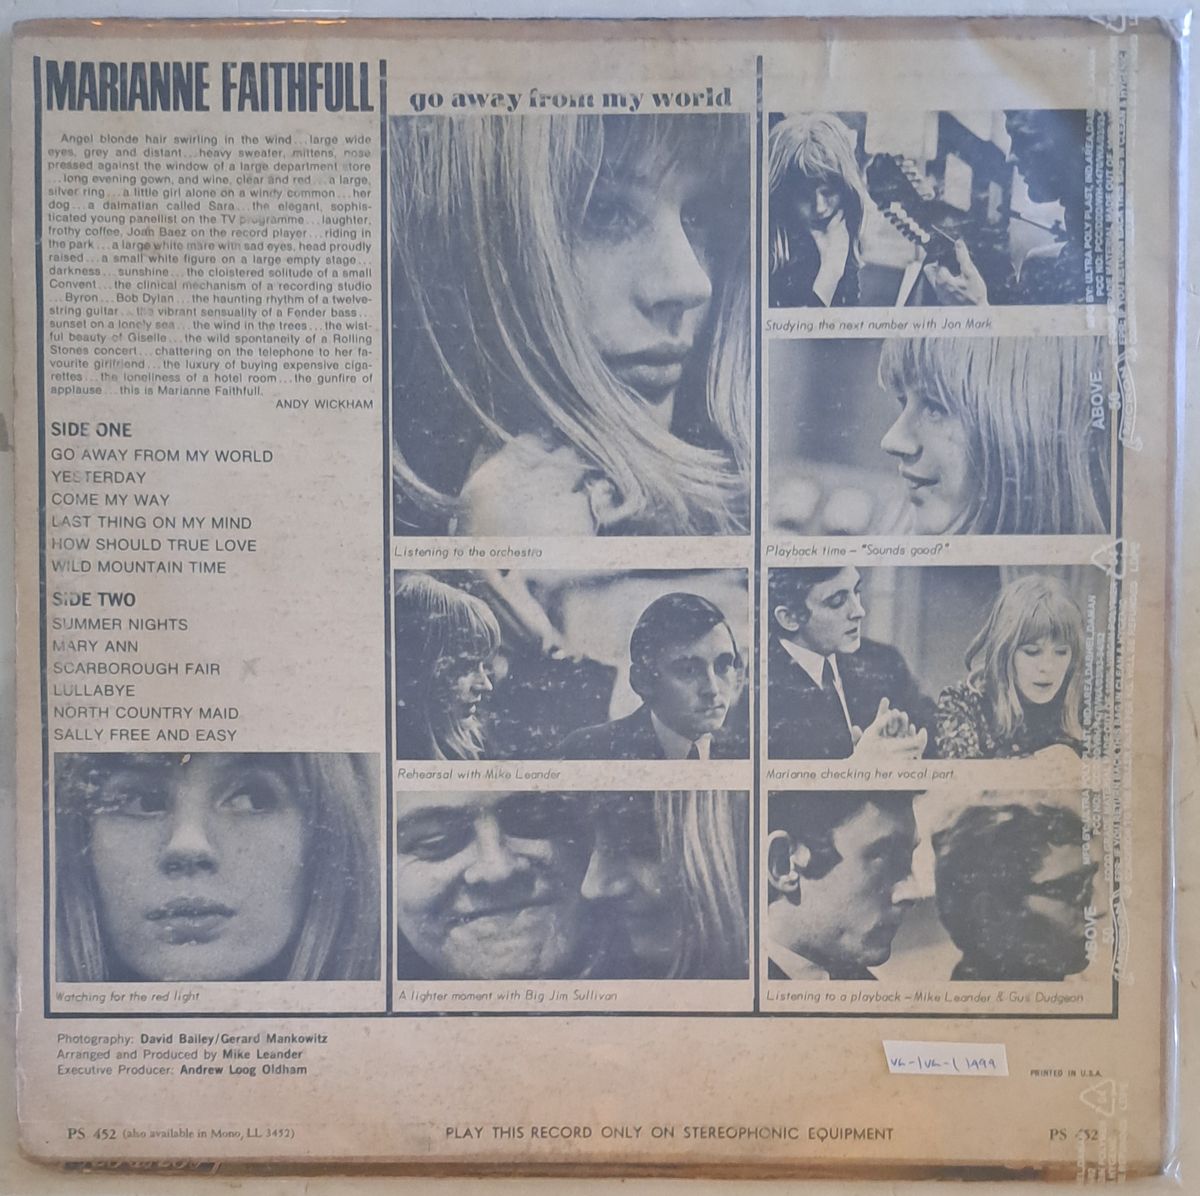 MARIANNE FAITHFULL
Angel blonde hair swirling in the wind...large wide
eyes, grey and distant...heavy sweater, mittens, nose
pressed against the window of a large department store
...long evening gown, and wine, clear and red...a large,
silver ring...a little girl alone on a windy common...her
dog...a dalmatian called Sara...the elegant, sophis-
ticated young panellist on the TV programme...laughter,
frothy coffee, Joan Baez on the record player...riding in
the park...a large white mare with sad eyes, head proudly
raised...a small white figure on a large empty stage...
darkness...sunshine...the cloistered solitude of a small
Convent...the clinical mechanism of a recording studio
...Byron...Bob Dylan...the haunting rhythm of a twelve-
string guitar...the vibrant sensuality of a Fender bass...
sunset on a lonely sea...the wind in the trees...the wist-
ful beauty of Giselle...the wild spontaneity of a Rolling
Stones concert...chattering on the telephone to her fa-
vourite girlfriend...the luxury of buying expensive ciga-
rettes...the loneliness of a hotel room...the gunfire of
applause...this is Marianne Faithfull.
ANDY WICKHAM
SIDE ONE
GO AWAY FROM MY WORLD
YESTERDAY
COME MY WAY
LAST THING ON MY MIND
HOW SHOULD TRUE LOVE
WILD MOUNTAIN TIME
SIDE TWO
SUMMER NIGHTS
MARY ANN
SCARBOROUGH FAIR
LULLABYE
NORTH COUNTRY MAID
SALLY FREE AND EASY
Watching for the red light
go away from my world
Listening to the orchestra
Rehearsal with Mike Leander
A lighter moment with Big Jim Sullivan
Studying the next number with Jon Mark
Playback time – "Sounds good?"
Marianne checking her vocal part
Listening to a playback – Mike Leander & Gus Dudgeon
Photography: David Bailey/Gerard Mankowitz
Arranged and Produced by Mike Leander
Executive Producer: Andrew Loog Oldham
VG-/VG-( 1499
PRINTED IN U.S.A.
PS 452 (also available in Mono, LL 3452)
PLAY THIS RECORD ONLY ON STEREOPHONIC EQUIPMENT
PS 452
ABOVE
50
ABOVE
50
LDPE